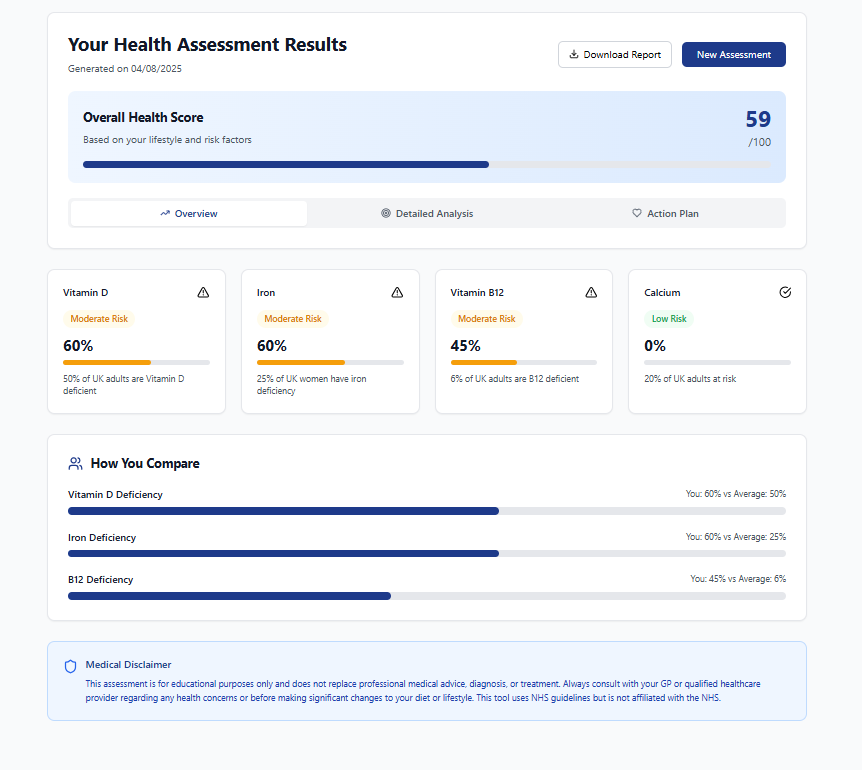 Your Health Assessment Results
Generated on 04/08/2025
Download Report
New Assessment
Overall Health Score
Based on your lifestyle and risk factors
59
/100
Overview
Detailed Analysis
Action Plan
Vitamin D
Moderate Risk
60%
50% of UK adults are Vitamin D
deficient
Iron
Moderate Risk
60%
25% of UK women have iron
deficiency
Vitamin B12
Moderate Risk
45%
6% of UK adults are B12 deficient
Calcium
Low Risk
0%
20% of UK adults at risk
How You Compare
Vitamin D Deficiency
You: 60% vs Average: 50%
Iron Deficiency
You: 60% vs Average: 25%
B12 Deficiency
You: 45% vs Average: 6%
Medical Disclaimer
This assessment is for educational purposes only and does not replace professional medical advice, diagnosis, or treatment. Always consult with your GP or qualified healthcare
provider regarding any health concerns or before making significant changes to your diet or lifestyle. This tool uses NHS guidelines but is not affiliated with the NHS.